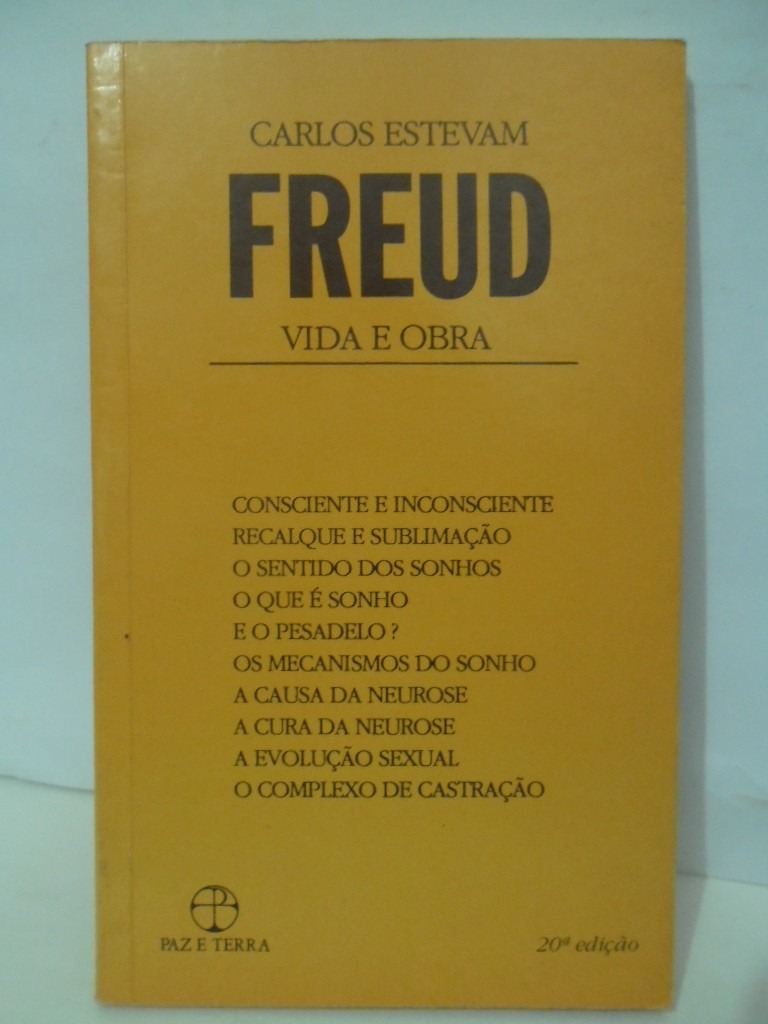 CARLOS ESTEVAM
FREUD
VIDA E OBRA
CONSCIENTE E INCONSCIENTE
RECALQUE E SUBLIMAÇÃO
O SENTIDO DOS SONHOS
O QUE É SONHO
E O PESADELO ?
OS MECANISMOS DO SONHO
A CAUSA DA NEUROSE
A CURA DA NEUROSE
A EVOLUÇÃO SEXUAL
O COMPLEXO DE CASTRAÇÃO
PAZ E TERRA
20ª edição